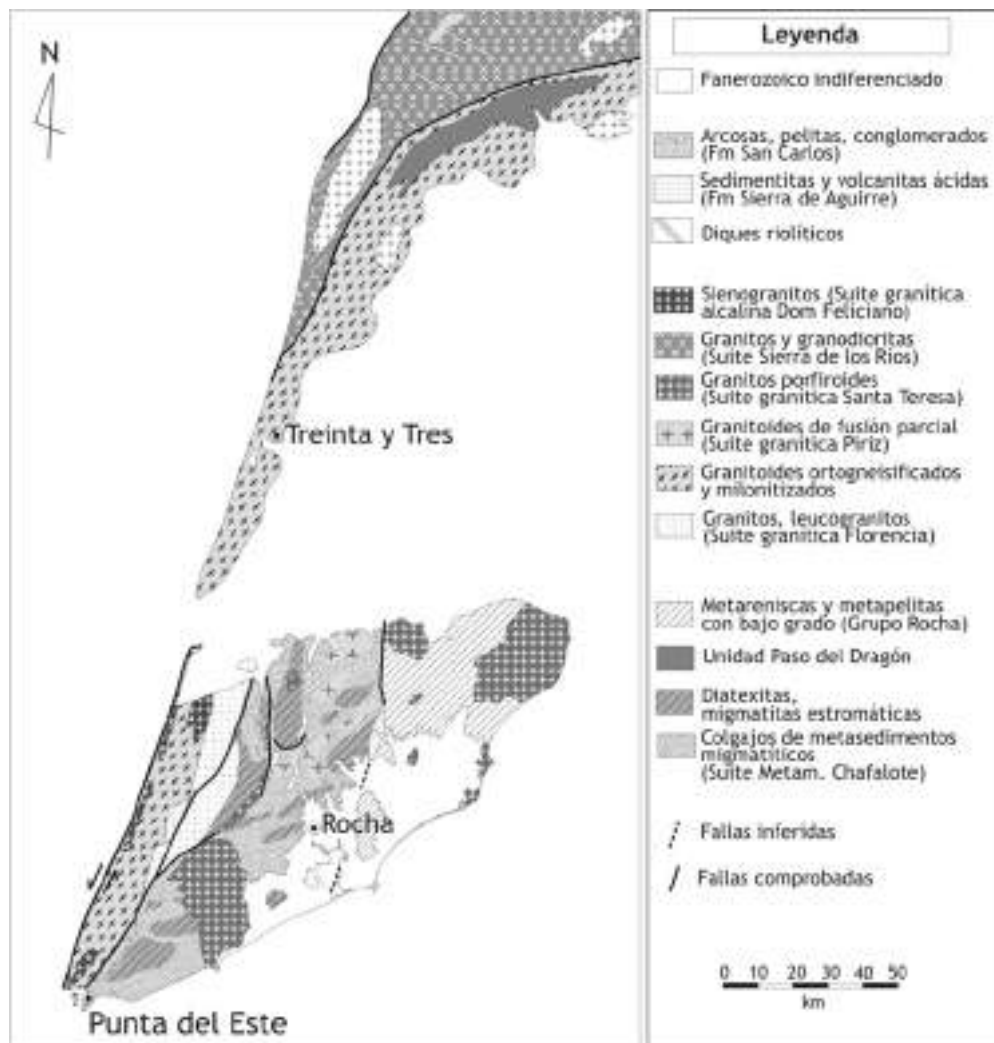 N
Treinta y Tres
Rocha
Punta del Este
Leyenda
Fanerozoico indiferenciado
Arcosas, pelitas, conglomerados
(Fm San Carlos)
Sedimentitas y volcanitas ácidas
(Fm Sierra de Aguirre)
Diques riolíticos
Sienogranitos (Suite granítica
alcalina Dom Feliciano)
Granitos y granodioritas
(Suite Sierra de los Ríos)
Granitos porfiroides
(Suite granítica Santa Teresa)
Granitoides de fusión parcial
(Suite granítica Piriz)
Granitoides ortogneisificados
y milonitizados
Granitos, leucogranitos
(Suite granítica Florencia)
Metareniscas y metapelitas
con bajo grado (Grupo Rocha)
Unidad Paso del Dragón
Diatexitas,
migmatitas estromáticas
Colgajos de metasedimentos
migmatíticos
(Suite Metam. Chafalote)
Fallas inferidas
Fallas comprobadas
0 10 20 30 40 50
km